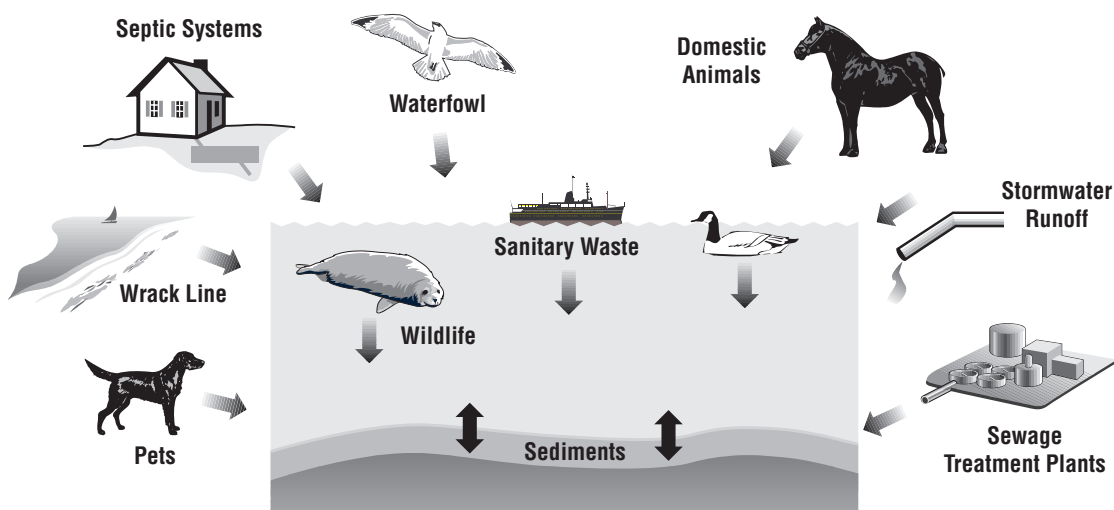 Septic Systems
Waterfowl
Domestic
Animals
Stormwater
Runoff
Sanitary Waste
Wrack Line
Wildlife
Pets
Sediments
Sewage
Treatment Plants